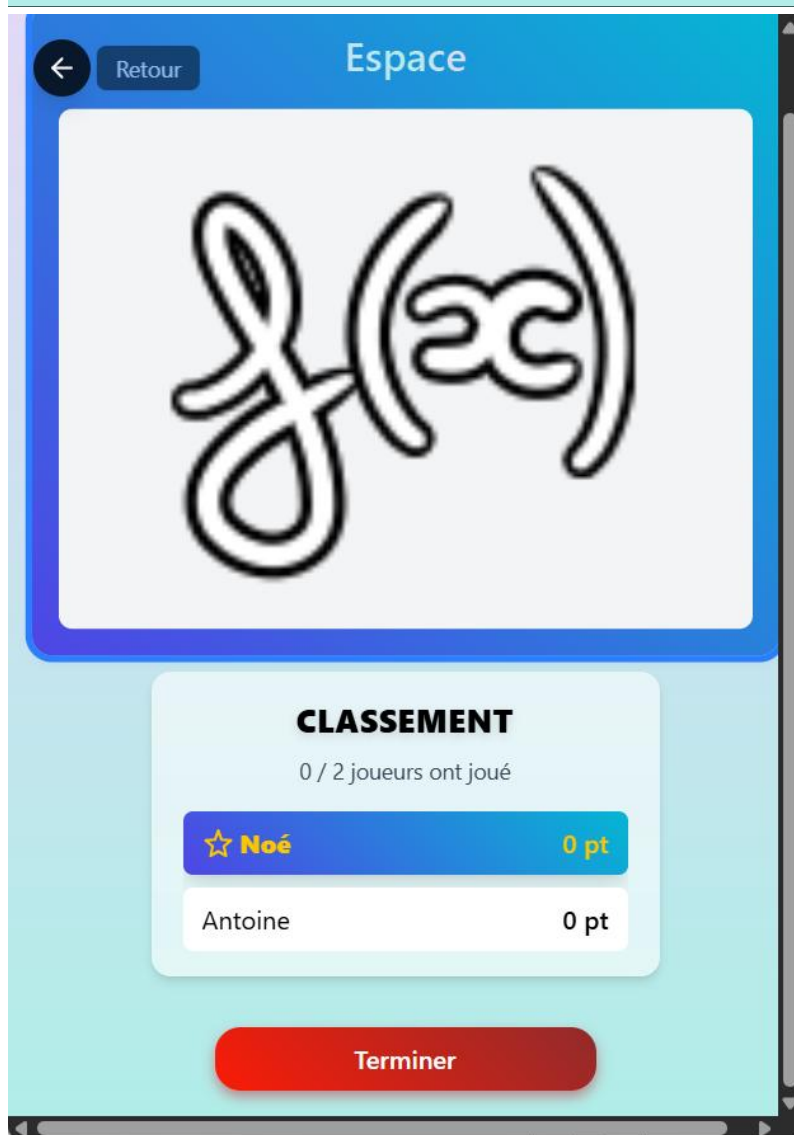 Retour
Espace
f(x)
CLASSEMENT
0 / 2 joueurs ont joué
Noé 0 pt
Antoine 0 pt
Terminer